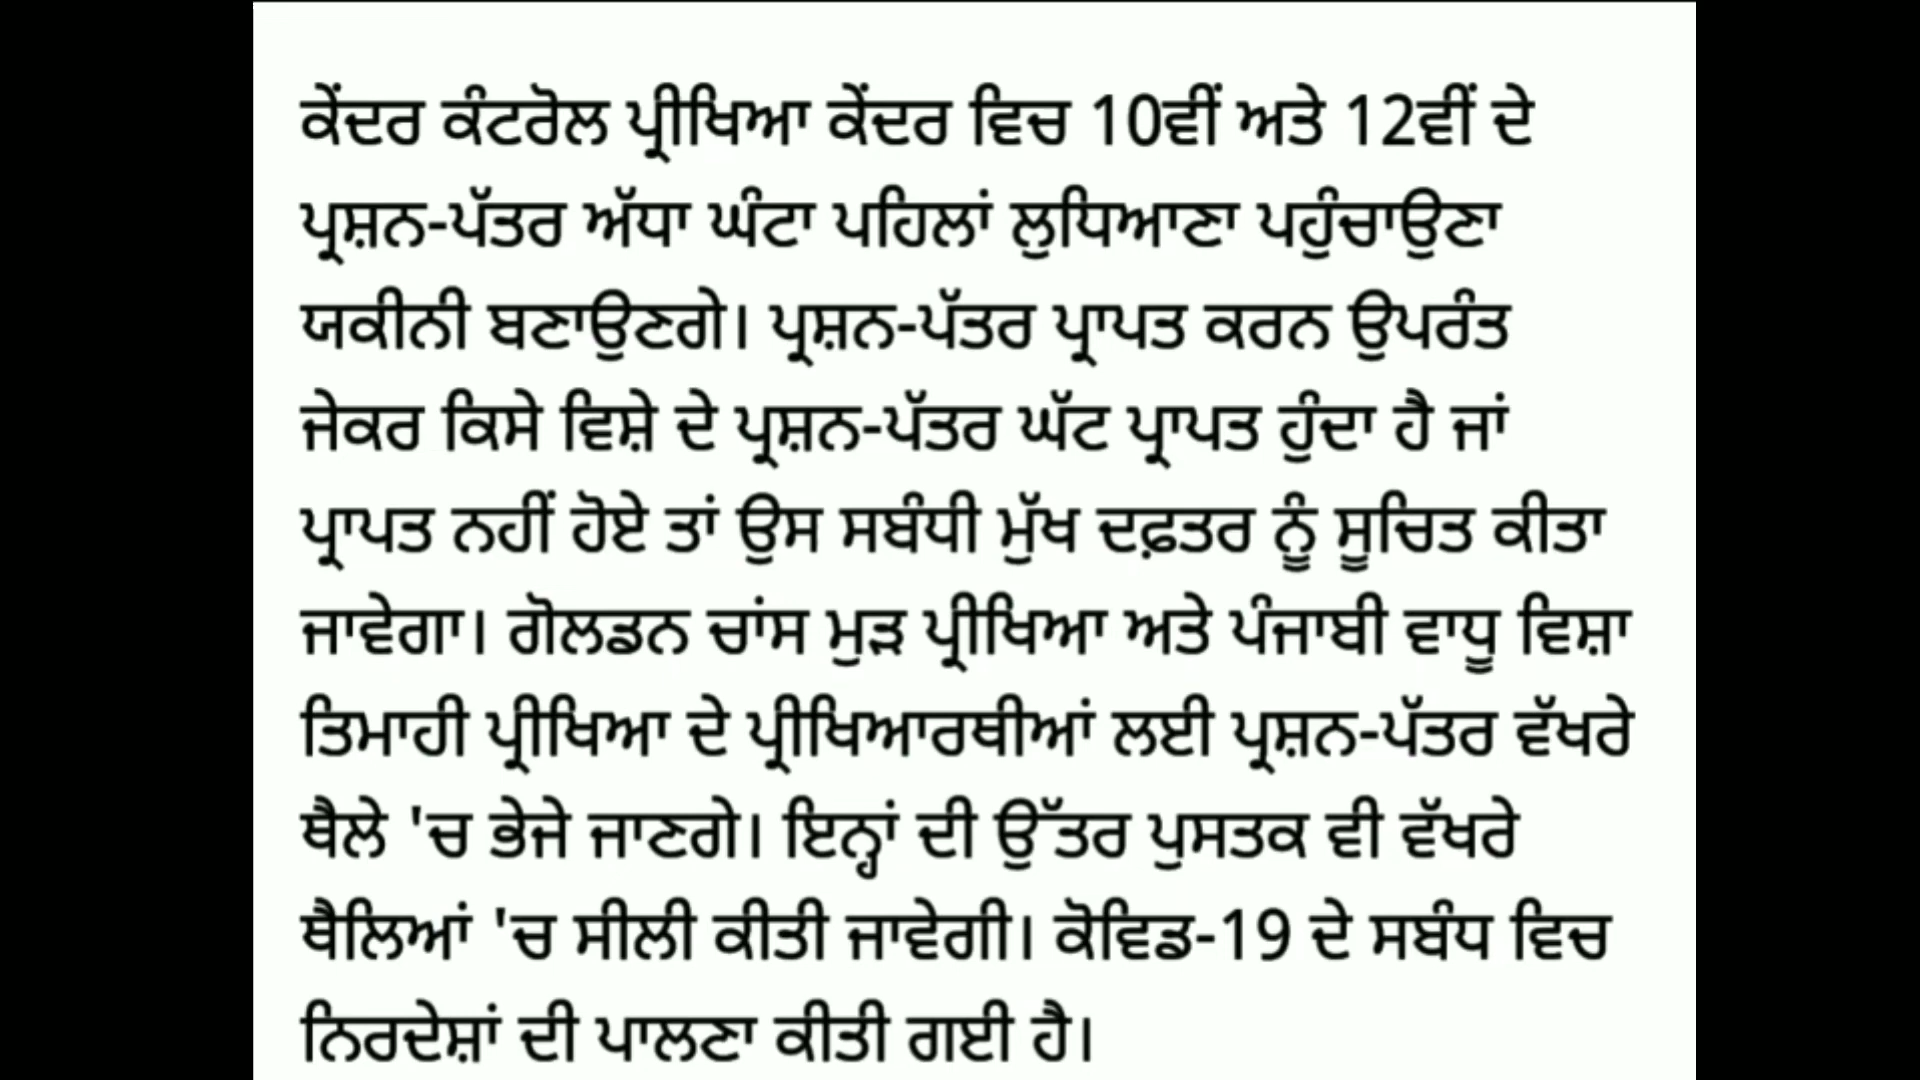 ਕੇਂਦਰ ਕੰਟਰੋਲ ਪ੍ਰੀਖਿਆ ਕੇਂਦਰ ਵਿਚ 10ਵੀਂ ਅਤੇ 12ਵੀਂ ਦੇ
ਪ੍ਰਸ਼ਨ-ਪੱਤਰ ਅੱਧਾ ਘੰਟਾ ਪਹਿਲਾਂ ਲੁਧਿਆਣਾ ਪਹੁੰਚਾਉਣਾ
ਯਕੀਨੀ ਬਣਾਉਣਗੇ। ਪ੍ਰਸ਼ਨ-ਪੱਤਰ ਪ੍ਰਾਪਤ ਕਰਨ ਉਪਰੰਤ
ਜੇਕਰ ਕਿਸੇ ਵਿਸ਼ੇ ਦੇ ਪ੍ਰਸ਼ਨ-ਪੱਤਰ ਘੱਟ ਪ੍ਰਾਪਤ ਹੁੰਦਾ ਹੈ ਜਾਂ
ਪ੍ਰਾਪਤ ਨਹੀਂ ਹੋਏ ਤਾਂ ਉਸ ਸਬੰਧੀ ਮੁੱਖ ਦਫ਼ਤਰ ਨੂੰ ਸੂਚਿਤ ਕੀਤਾ
ਜਾਵੇਗਾ। ਗੋਲਡਨ ਚਾਂਸ ਮੁੜ ਪ੍ਰੀਖਿਆ ਅਤੇ ਪੰਜਾਬੀ ਵਾਧੂ ਵਿਸ਼ਾ
ਤਿਮਾਹੀ ਪ੍ਰੀਖਿਆ ਦੇ ਪ੍ਰੀਖਿਆਰਥੀਆਂ ਲਈ ਪ੍ਰਸ਼ਨ-ਪੱਤਰ ਵੱਖਰੇ
ਥੈਲੇ 'ਚ ਭੇਜੇ ਜਾਣਗੇ। ਇਨ੍ਹਾਂ ਦੀ ਉੱਤਰ ਪੁਸਤਕ ਵੀ ਵੱਖਰੇ
ਥੈਲਿਆਂ 'ਚ ਸੀਲੀ ਕੀਤੀ ਜਾਵੇਗੀ। ਕੋਵਿਡ-19 ਦੇ ਸਬੰਧ ਵਿਚ
ਨਿਰਦੇਸ਼ਾਂ ਦੀ ਪਾਲਣਾ ਕੀਤੀ ਗਈ ਹੈ।